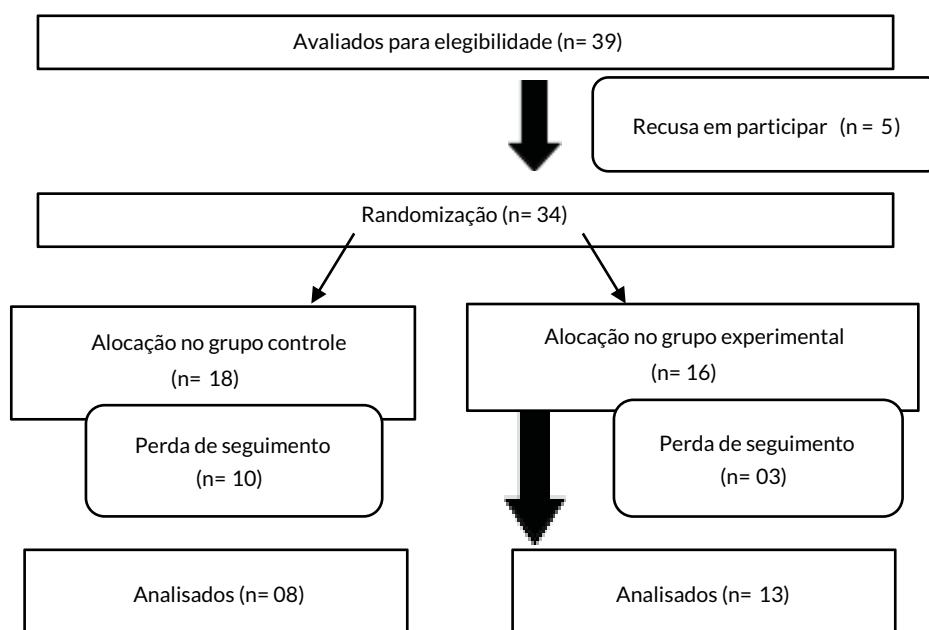 Avaliados para elegibilidade (n= 39)
Recusa em participar (n = 5)
Randomização (n= 34)
Alocação no grupo controle
(n= 18)
Alocação no grupo experimental
(n= 16)
Perda de seguimento
(n= 10)
Perda de seguimento
(n= 03)
Analisados (n= 08)
Analisados (n= 13)